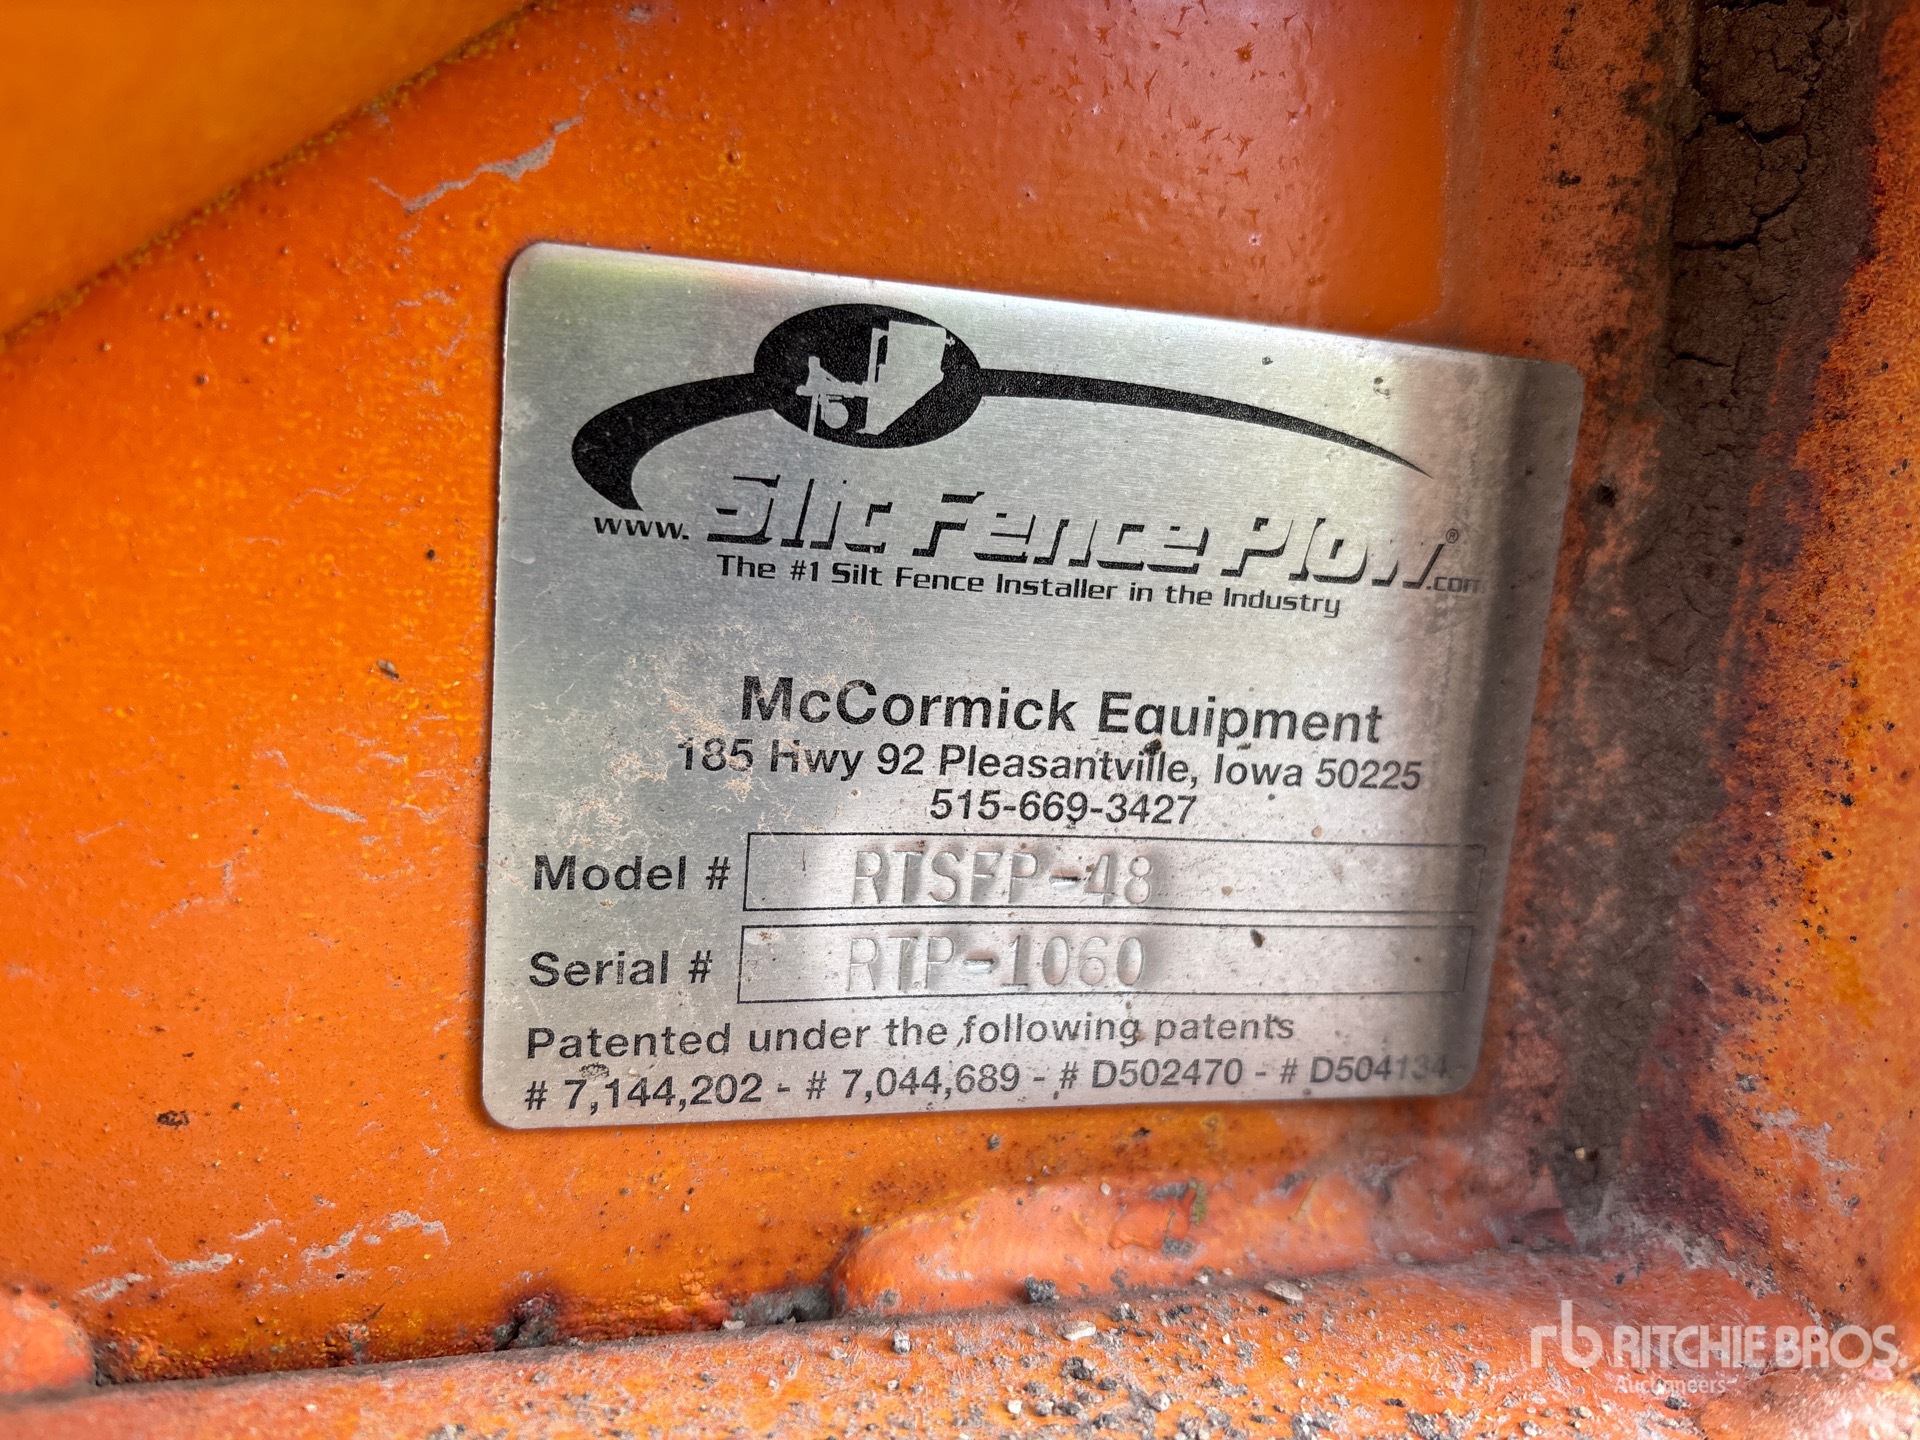 www. Silt Fence Plow®.com
The #1 Silt Fence Installer in the Industry
McCormick Equipment
185 Hwy 92 Pleasantville, Iowa 50225
515-669-3427
Model # RTSFP-48
Serial # RTP-1060
Patented under the following patents
# 7,144,202 - # 7,044,689 - # D502470 - # D504134
rb RITCHIE BROS.
Auctioneers